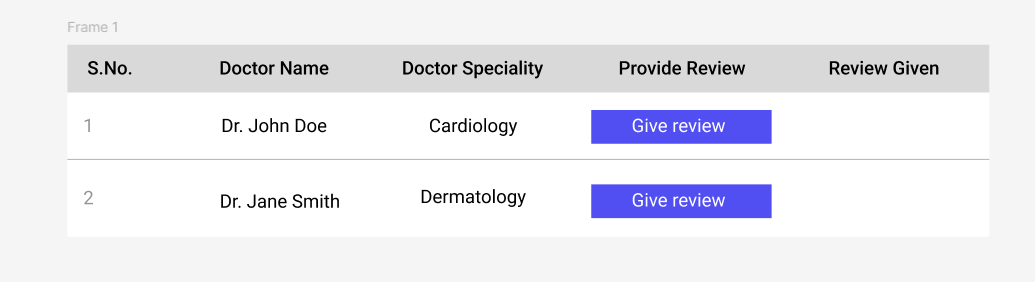 Frame 1
S.No. Doctor Name Doctor Speciality Provide Review Review Given
1 Dr. John Doe Cardiology Give review
2 Dr. Jane Smith Dermatology Give review